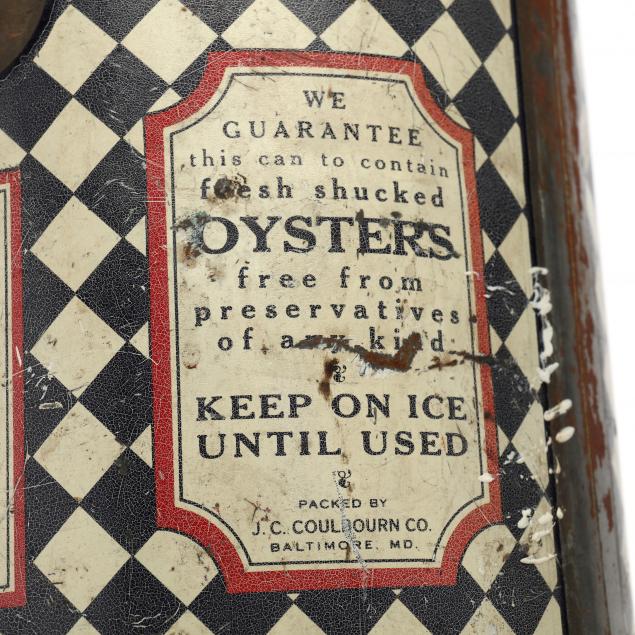 WE
GUARANTEE
this can to contain
fresh shucked
OYSTERS
free from
preservatives
of any kind
KEEP ON ICE
UNTIL USED
PACKED BY
J. C. COULBOURN CO.
BALTIMORE, MD.